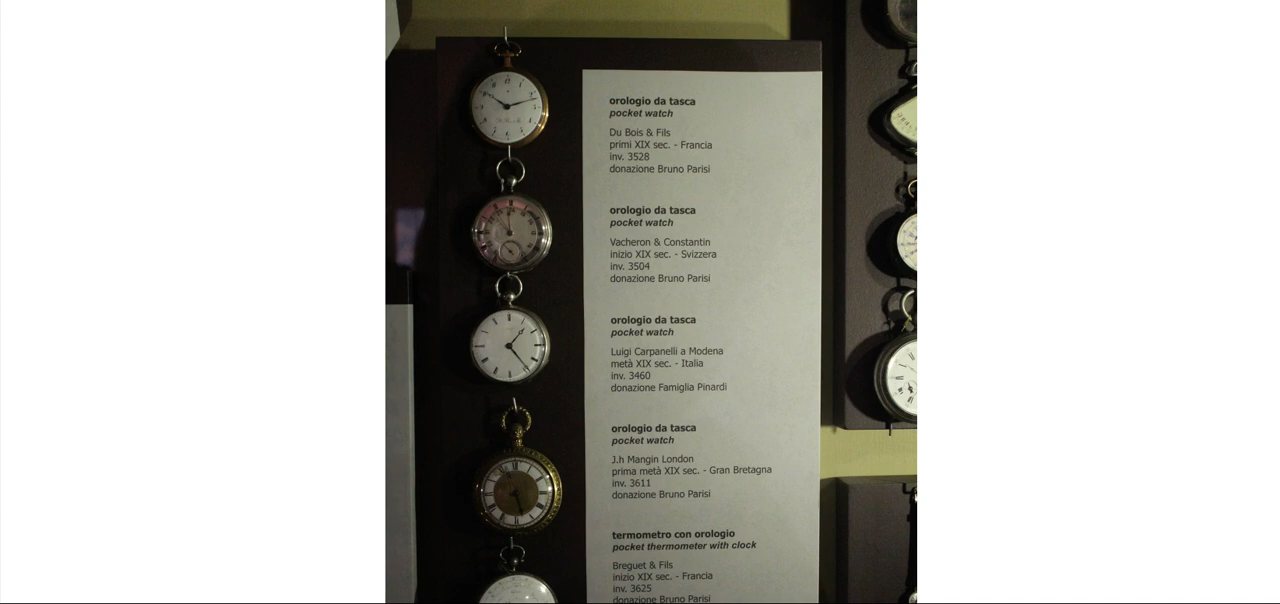 orologio da tasca
pocket watch
Du Bois & Fils
primi XIX sec. - Francia
inv. 3528
donazione Bruno Parisi
orologio da tasca
pocket watch
Vacheron & Constantin
inizio XIX sec. - Svizzera
inv. 3504
donazione Bruno Parisi
orologio da tasca
pocket watch
Luigi Carpanelli a Modena
metà XIX sec. - Italia
inv. 3460
donazione Famiglia Pinardi
orologio da tasca
pocket watch
J.h Mangin London
prima metà XIX sec. - Gran Bretagna
inv. 3611
donazione Bruno Parisi
termometro con orologio
pocket thermometer with clock
Breguet & Fils
inizio XIX sec. - Francia
inv. 3625
donazione Bruno Parisi